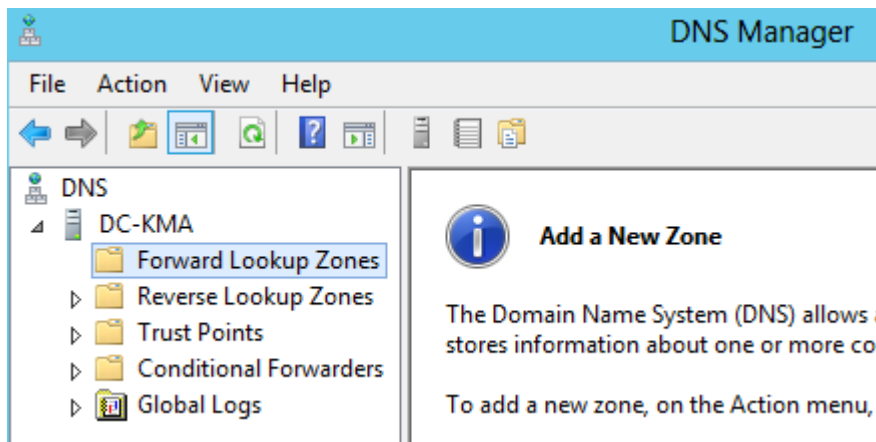 DNS Manager
File Action View Help
DNS
DC-KMA
Forward Lookup Zones
Reverse Lookup Zones
Trust Points
Conditional Forwarders
Global Logs
Add a New Zone
The Domain Name System (DNS) allows
stores information about one or more co
To add a new zone, on the Action menu,